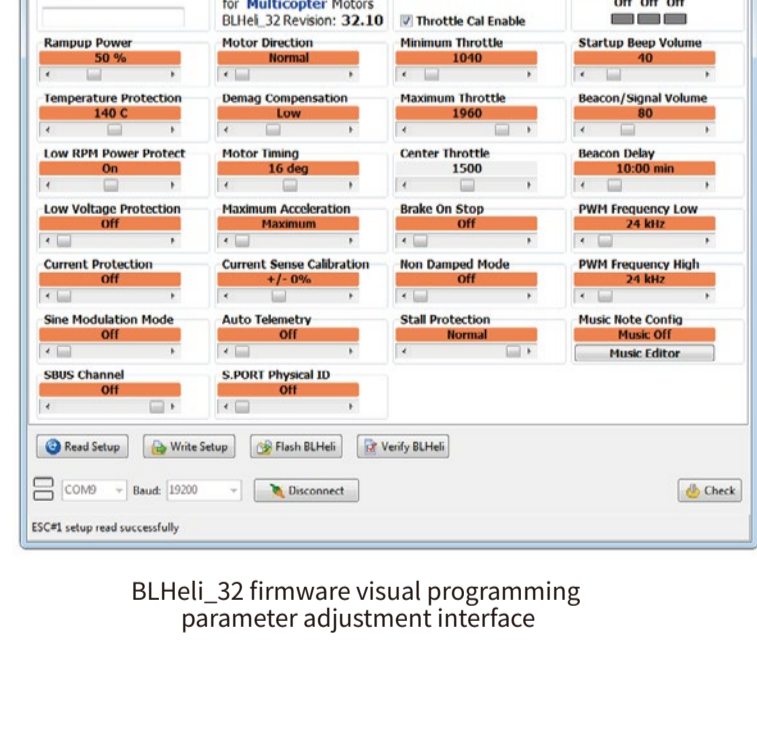 for Multicopter Motors
BLHeli_32 Revision: 32.10
Throttle Cal Enable
Off Off Off
Rampup Power
50 %
Motor Direction
Normal
Minimum Throttle
1040
Startup Beep Volume
40
Temperature Protection
140 C
Demag Compensation
Low
Maximum Throttle
1960
Beacon/Signal Volume
80
Low RPM Power Protect
On
Motor Timing
16 deg
Center Throttle
1500
Beacon Delay
10:00 min
Low Voltage Protection
Off
Maximum Acceleration
Maximum
Brake On Stop
Off
PWM Frequency Low
24 kHz
Current Protection
Off
Current Sense Calibration
+/- 0%
Non Damped Mode
Off
PWM Frequency High
24 kHz
Sine Modulation Mode
Off
Auto Telemetry
Off
Stall Protection
Normal
Music Note Config
Music Off
Music Editor
SBUS Channel
Off
S.PORT Physical ID
Off
Read Setup
Write Setup
Flash BLHeli
Verify BLHeli
COM9
Baud: 19200
Disconnect
Check
ESC#1 setup read successfully
BLHeli_32 firmware visual programming
parameter adjustment interface